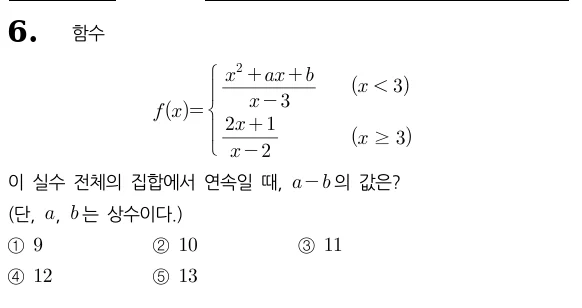 6. 함수
f(x)= { (x²+ax+b)/(x-3) (x < 3)
(2x+1)/(x-2) (x ≥ 3)
이 실수 전체의 집합에서 연속일 때, a-b의 값은?
(단, a, b는 상수이다.)
① 9 ② 10 ③ 11
④ 12 ⑤ 13